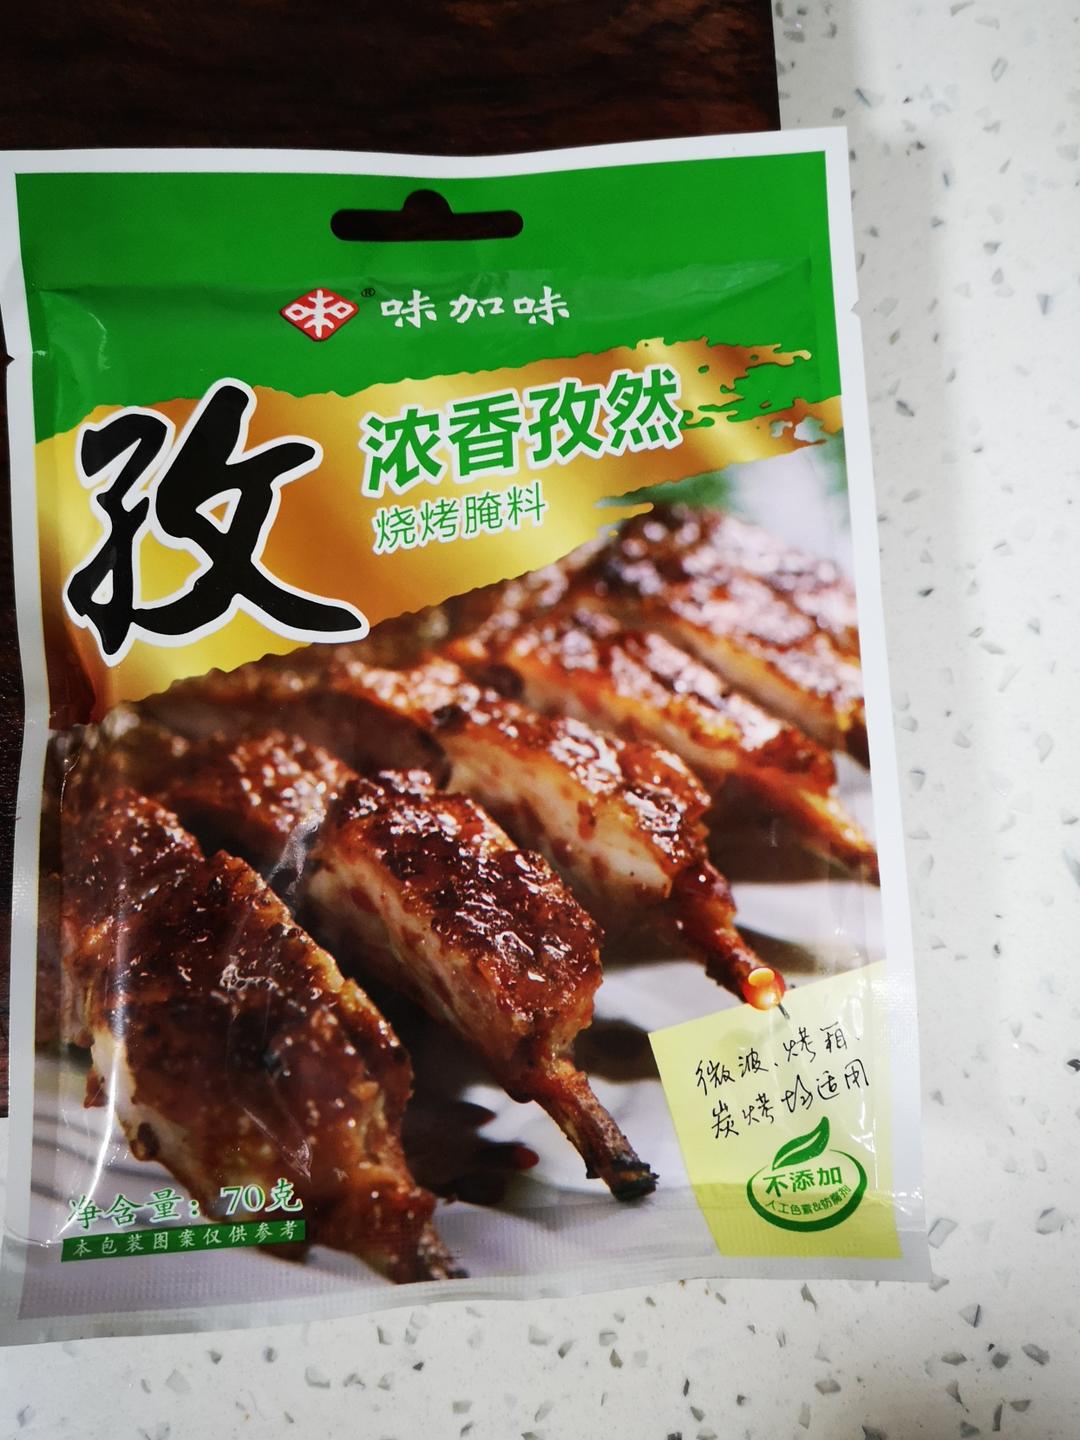 味®味加味
孜
浓香孜然
烧烤腌料
微波、烤箱、
炭烤均适用
不添加
人工色素&防腐剂
净含量：70克
本包装图案仅供参考